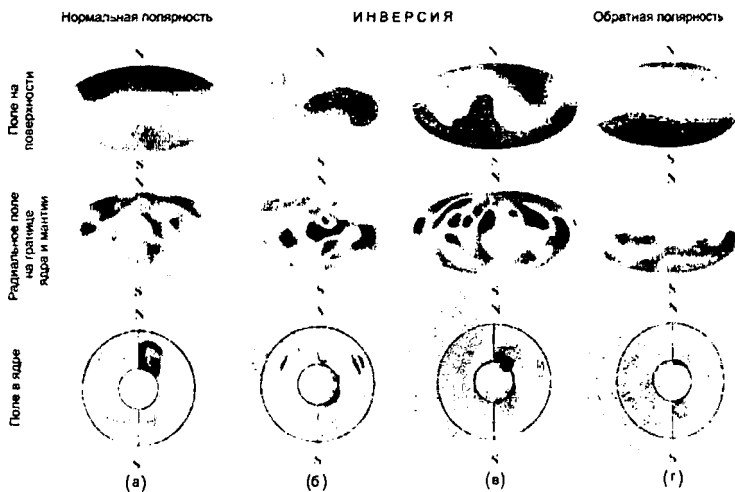 Нормальная полярность
ИНВЕРСИЯ
Обратная полярность
Поле на
поверхности
N
N
N
N
S
S
S
S
Радиальное поле
на границе
ядра и мантии
N
N
N
N
S
S
S
S
Поле в ядре
N
N
N
N
S
S
S
S
(а)
(б)
(в)
(г)